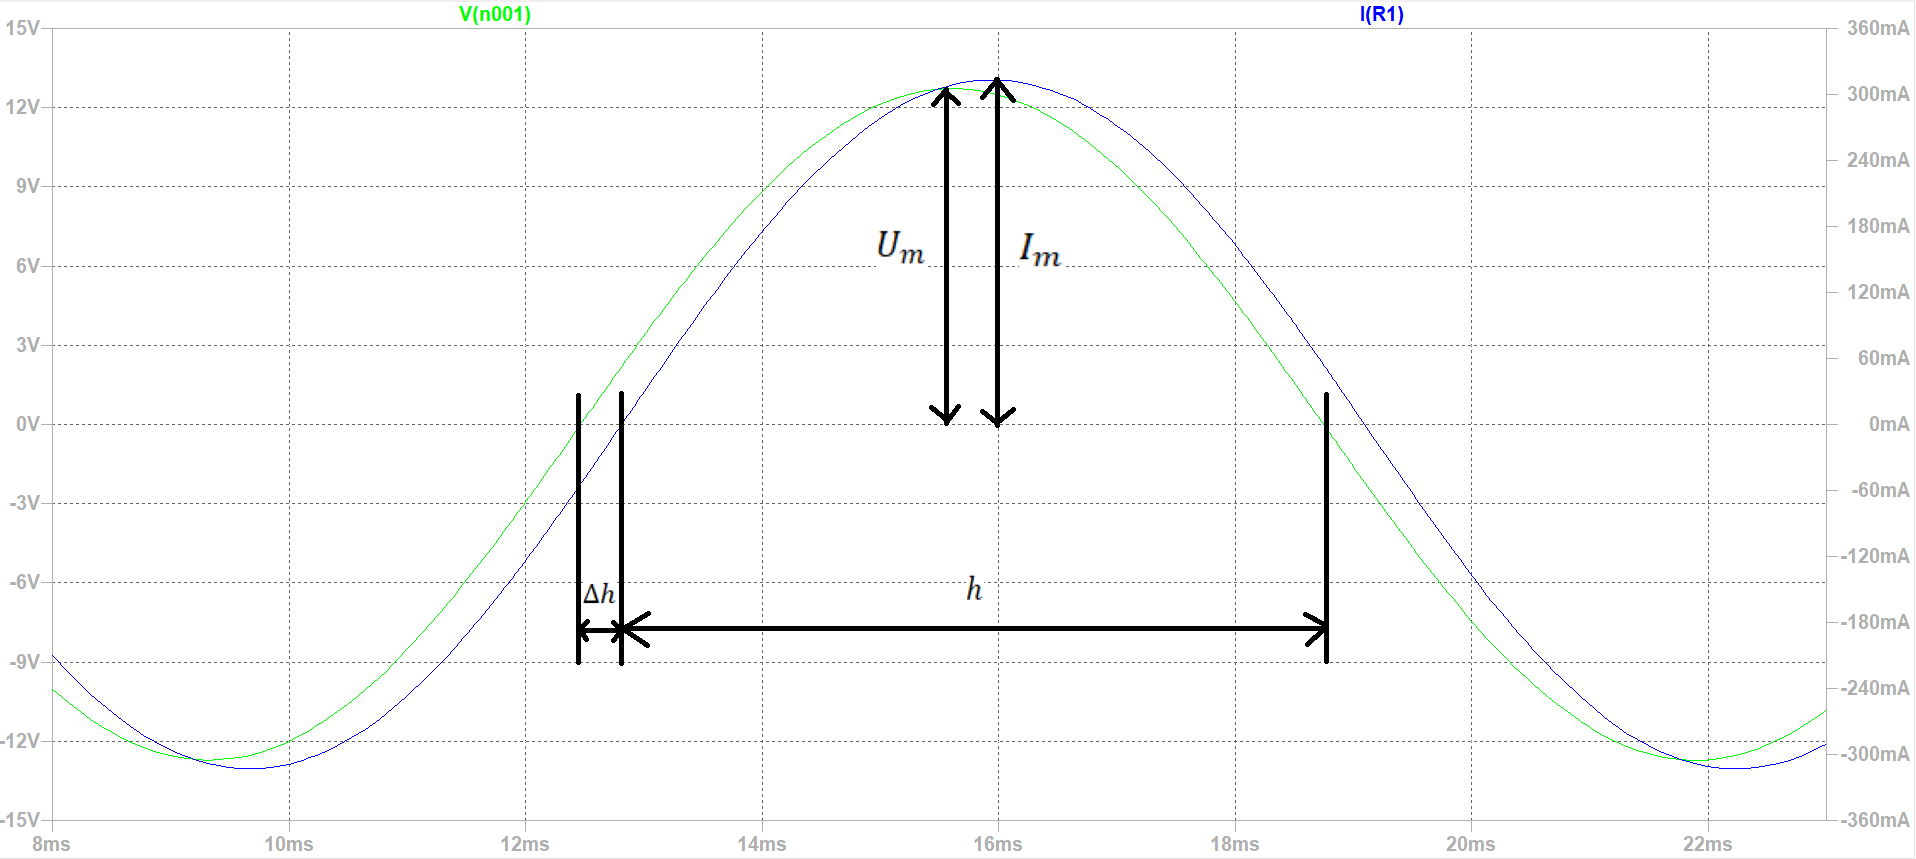 V(n001) I(R1)
15V 360mA
12V 300mA
9V 240mA
6V 180mA
3V 120mA
0V 60mA
-3V 0mA
-6V -60mA
-9V -120mA
-12V -180mA
-15V -240mA
-300mA
-360mA
U_m I_m
Δh h
8ms 10ms 12ms 14ms 16ms 18ms 20ms 22ms